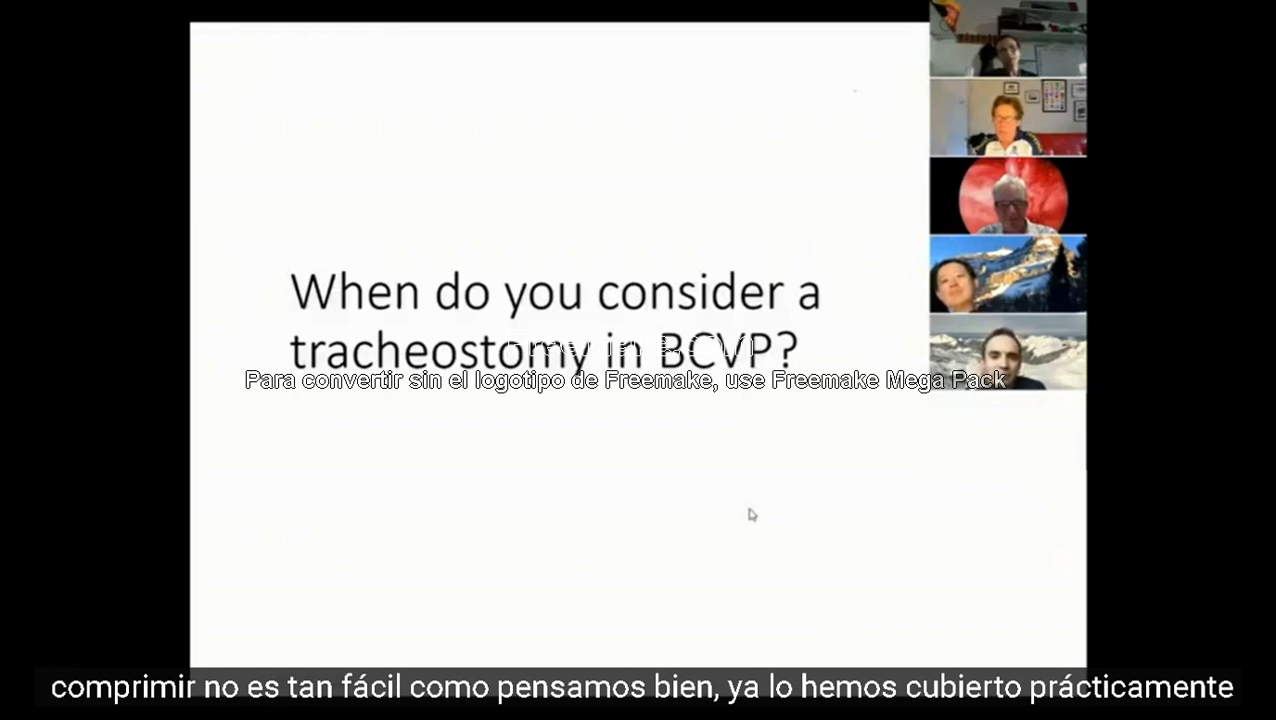 When do you consider a
tracheostomy in BCVP?
Para convertir sin el logotipo de Freemake, use Freemake Mega Pack
comprimir no es tan fácil como pensamos bien, ya lo hemos cubierto prácticamente